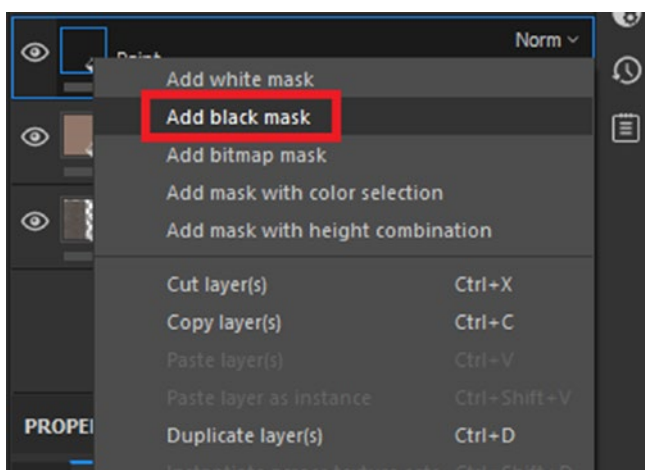 Norm
Paint
Add white mask
Add black mask
Add bitmap mask
Add mask with color selection
Add mask with height combination
Cut layer(s) Ctrl+X
Copy layer(s) Ctrl+C
Paste layer(s) Ctrl+V
Paste layer as instance Ctrl+Shift+V
PROPE
Duplicate layer(s) Ctrl+D